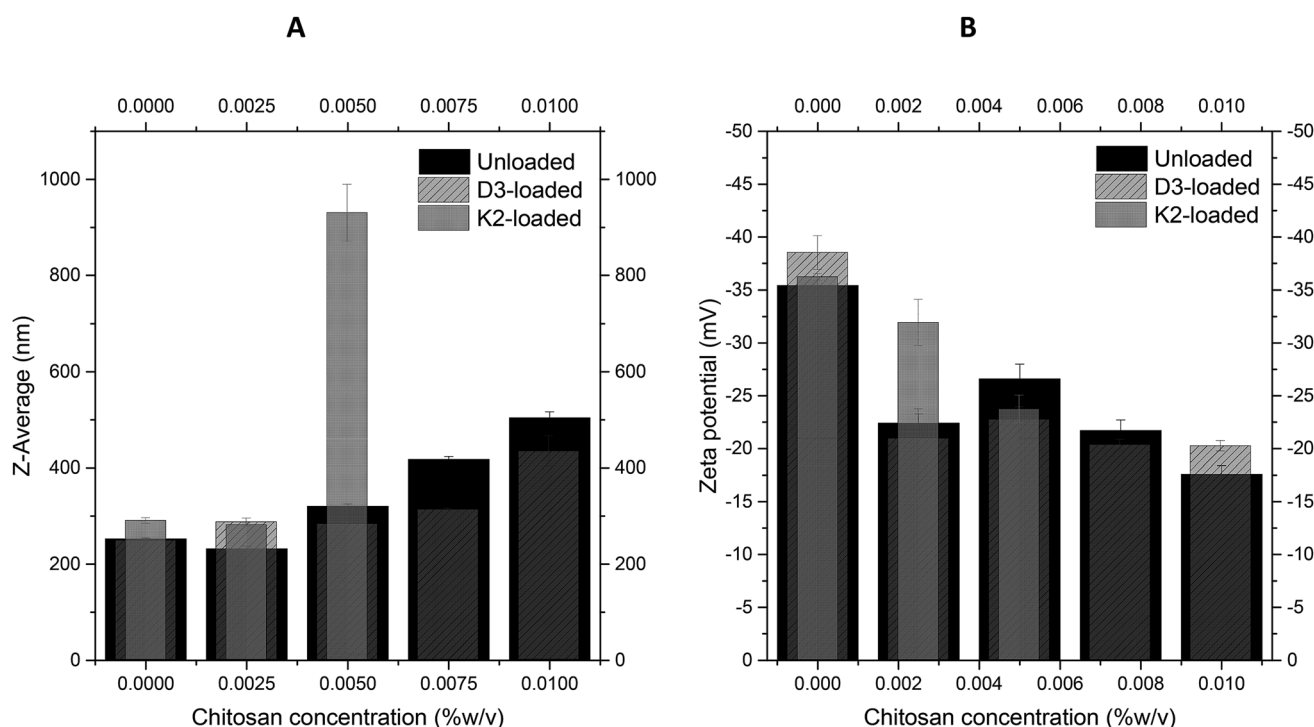 A
B
0.0000 0.0025 0.0050 0.0075 0.0100
1000
800
600
400
200
0
Z-Average (nm)
Unloaded
D3-loaded
K2-loaded
1000
800
600
400
200
0
0.0000 0.0025 0.0050 0.0075 0.0100
Chitosan concentration (%w/v)
0.000 0.002 0.004 0.006 0.008 0.010
-50
-45
-40
-35
-30
-25
-20
-15
-10
-5
0
Zeta potential (mV)
Unloaded
D3-loaded
K2-loaded
-50
-45
-40
-35
-30
-25
-20
-15
-10
-5
0
0.000 0.002 0.004 0.006 0.008 0.010
Chitosan concentration (%w/v)